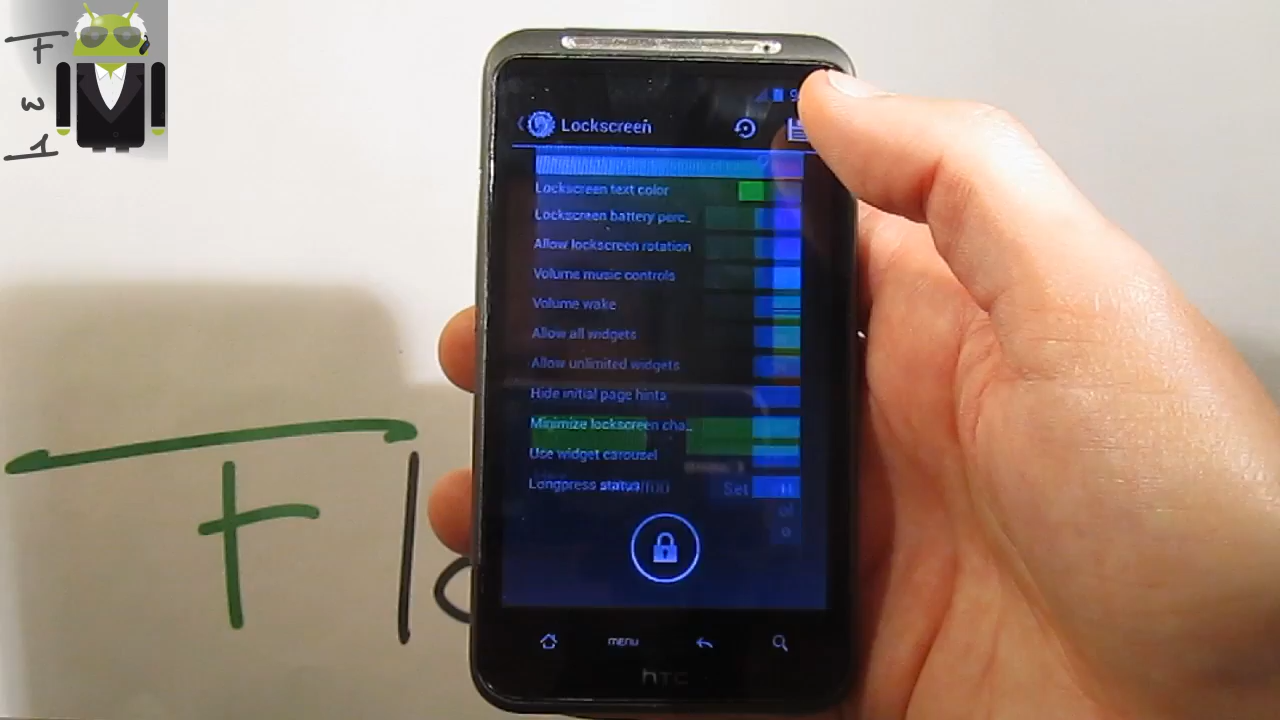 F
w
1
Lockscreen
Lockscreen text color
Lockscreen battery perc...
Allow lockscreen rotation
Volume music controls
Volume wake
Allow all widgets
Allow unlimited widgets
Hide initial page hints
Minimize lockscreen cha...
Use widget carousel
Longpress status
Set
MENU
hTC
F